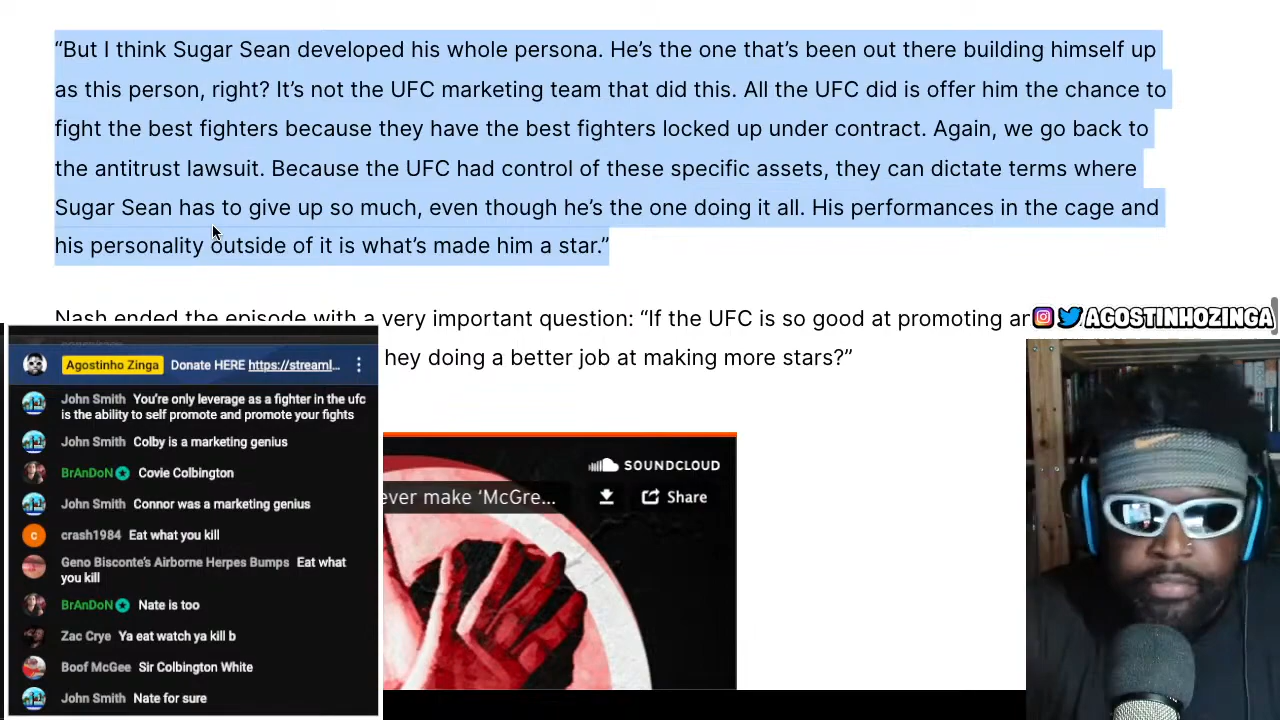 “But I think Sugar Sean developed his whole persona. He’s the one that’s been out there building himself up
as this person, right? It’s not the UFC marketing team that did this. All the UFC did is offer him the chance to
fight the best fighters because they have the best fighters locked up under contract. Again, we go back to
the antitrust lawsuit. Because the UFC had control of these specific assets, they can dictate terms where
Sugar Sean has to give up so much, even though he’s the one doing it all. His performances in the cage and
his personality outside of it is what’s made him a star.”
Nash ended the episode with a very important question: “If the UFC is so good at promoting
hey doing a better job at making more stars?”
AGOSTINHOZINGA
Agostinho Zinga Donate HERE https://streaml...
John Smith You're only leverage as a fighter in the ufc
is the ability to self promote and promote your fights
John Smith Colby is a marketing genius
BrAnDoN Covie Colbington
John Smith Connor was a marketing genius
c crash1984 Eat what you kill
Geno Bisconte's Airborne Herpes Bumps Eat what
you kill
BrAnDoN Nate is too
Zac Crye Ya eat watch ya kill b
Boof McGee Sir Colbington White
John Smith Nate for sure
SOUNDCLOUD
ever make ‘McGre...
Share